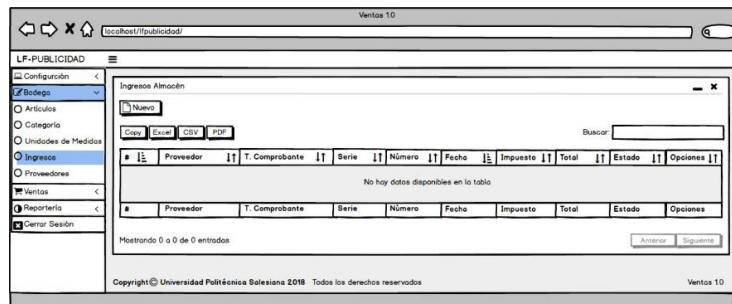 Ventas 1.0
localhost/lfpublicidad/
LF-PUBLICIDAD
Configurción
Bodega
Artículos
Categoría
Unidades de Medidas
Ingresos
Proveedores
Ventas
Reportería
Cerrar Sesión
Ingresos Almacén
Nuevo
Copy Excel CSV PDF
Buscar:
# Proveedor T. Comprobante Serie Número Fecha Impuesto Total Estado Opciones
No hay datos disponibles en la tabla
# Proveedor T. Comprobante Serie Número Fecha Impuesto Total Estado Opciones
Mostrando 0 a 0 de 0 entradas
Anterior Siguiente
Copyright © Universidad Politécnica Salesiana 2018 Todos los derechos reservados
Ventas 1.0